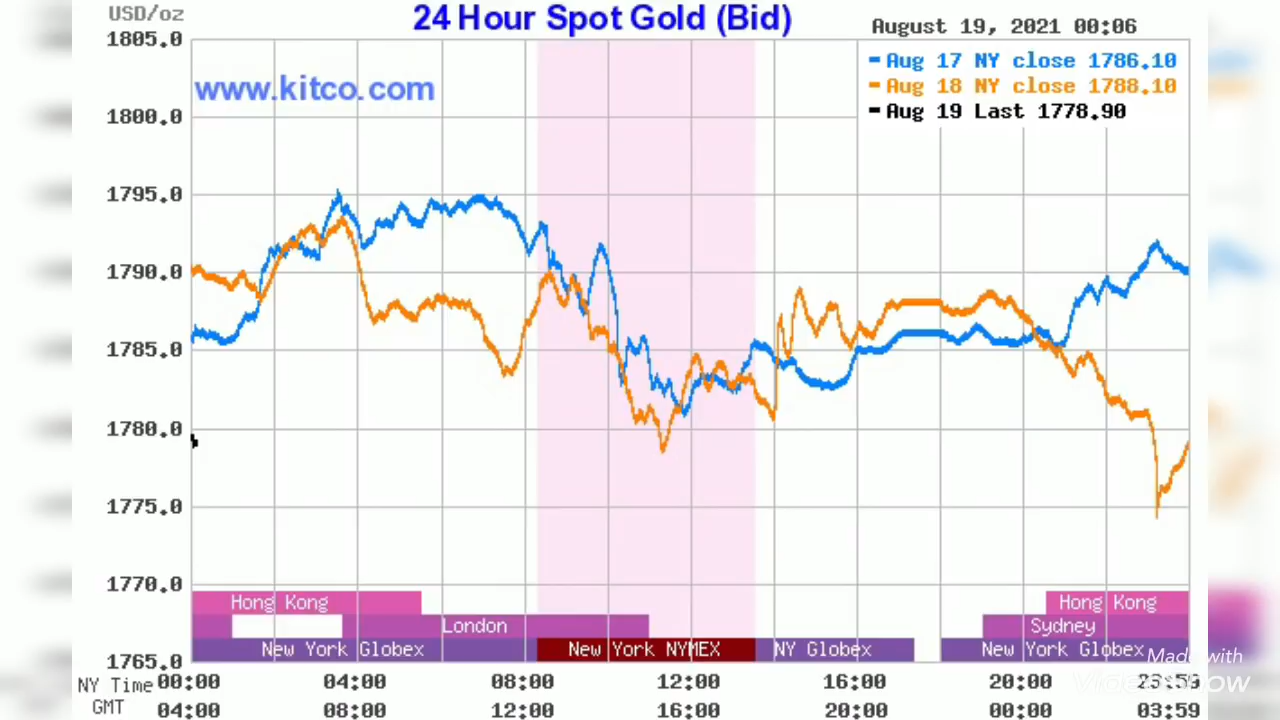 USD/oz
24 Hour Spot Gold (Bid)
August 19, 2021 00:06
www.kitco.com
Aug 17 NY close 1786.10
Aug 18 NY close 1788.10
Aug 19 Last 1778.90
1805.0
1800.0
1795.0
1790.0
1785.0
1780.0
1775.0
1770.0
1765.0
Hong Kong
Hong Kong
London
Sydney
New York Globex
New York NYMEX
NY Globex
New York Globex
Made with
NY Time 00:00 04:00 08:00 12:00 16:00 20:00 23:59
GMT 04:00 08:00 12:00 16:00 20:00 00:00 03:59